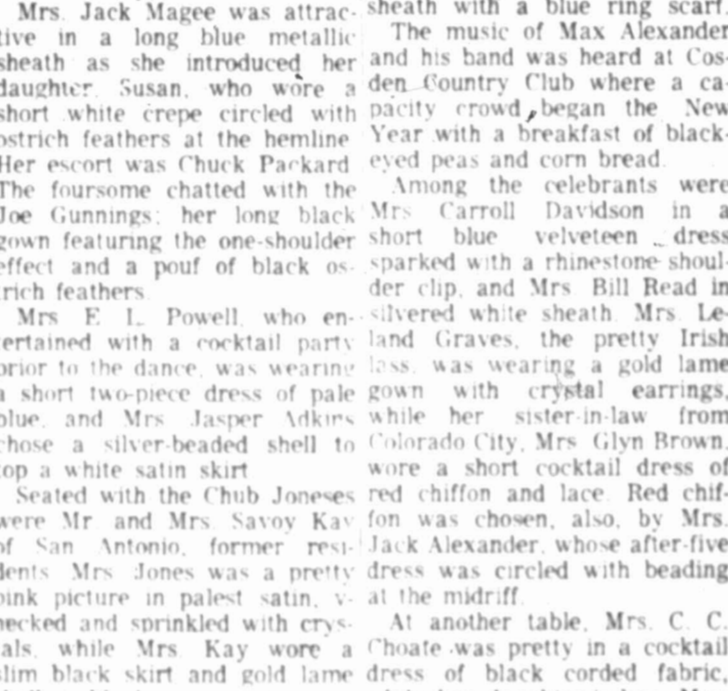 Mrs. Jack Magee was attrac-
tive in a long blue metallic
sheath as she introduced her
daughter. Susan, who wore a
short white crepe circled with
ostrich feathers at the hemline
Her escort was Chuck Packard
The foursome chatted with the
Joe Gunnings; her long black
gown featuring the one-shoulder
effect and a pouf of black os-
trich feathers.
Mrs E L. Powell, who en-
tertained with a cocktail party
prior to the dance, was wearing
a short two-piece dress of pale
blue, and Mrs Jasper Adkins
chose a silver-beaded shell to
top a white satin skirt
Seated with the Chub Joneses
were Mr and Mrs. Savoy Kay
of San Antonio, former resi-
dents Mrs Jones was a pretty
pink picture in palest satin, v-
necked and sprinkled with crys-
tals, while Mrs. Kay wore a
slim black skirt and gold lame
sheath with a blue ring scarf.
The music of Max Alexander
and his band was heard at Cos-
den Country Club where a ca-
pacity crowd began the New
Year with a breakfast of black-
eyed peas and corn bread.
Among the celebrants were
Mrs Carroll Davidson in a
short blue velveteen dress
sparked with a rhinestone shoul-
der clip, and Mrs. Bill Read in
silvered white sheath. Mrs. Le-
land Graves, the pretty Irish
lass, was wearing a gold lame
gown with crystal earrings,
while her sister-in-law from
Colorado City, Mrs Glyn Brown,
wore a short cocktail dress of
red chiffon and lace. Red chif-
fon was chosen, also, by Mrs.
Jack Alexander, whose after-five
dress was circled with beading
at the midriff.
At another table, Mrs. C. C.
Choate was pretty in a cocktail
dress of black corded fabric,